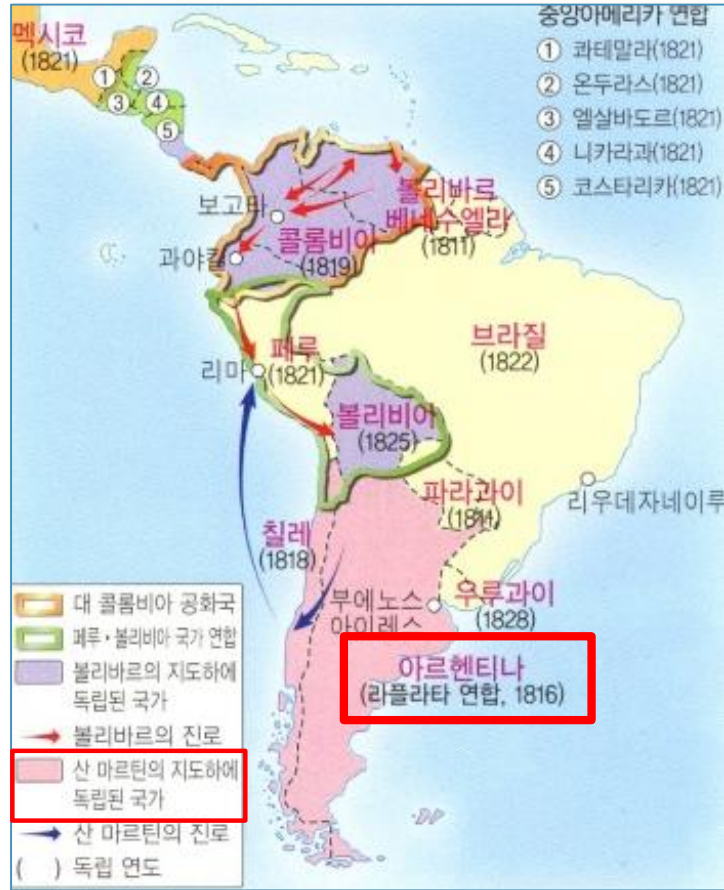 중앙아메리카 연합
① 콰테말라(1821)
② 온두라스(1821)
③ 엘살바도르(1821)
④ 니카라과(1821)
⑤ 코스타리카(1821)
멕시코
(1821)
①
②
③
④
⑤
볼리바르
베네수엘라
(1811)
보고타
콜롬비아
(1819)
과야킬
브라질
(1822)
페루
(1821)
리마
볼리비아
(1825)
파라과이
(1811)
리우데자네이루
칠레
(1818)
부에노스
아이레스
우루과이
(1828)
아르헨티나
(라플라타 연합, 1816)
대 콜롬비아 공화국
페루·볼리비아 국가 연합
볼리바르의 지도하에
독립된 국가
볼리바르의 진로
산 마르틴의 지도하에
독립된 국가
산 마르틴의 진로
( ) 독립 연도